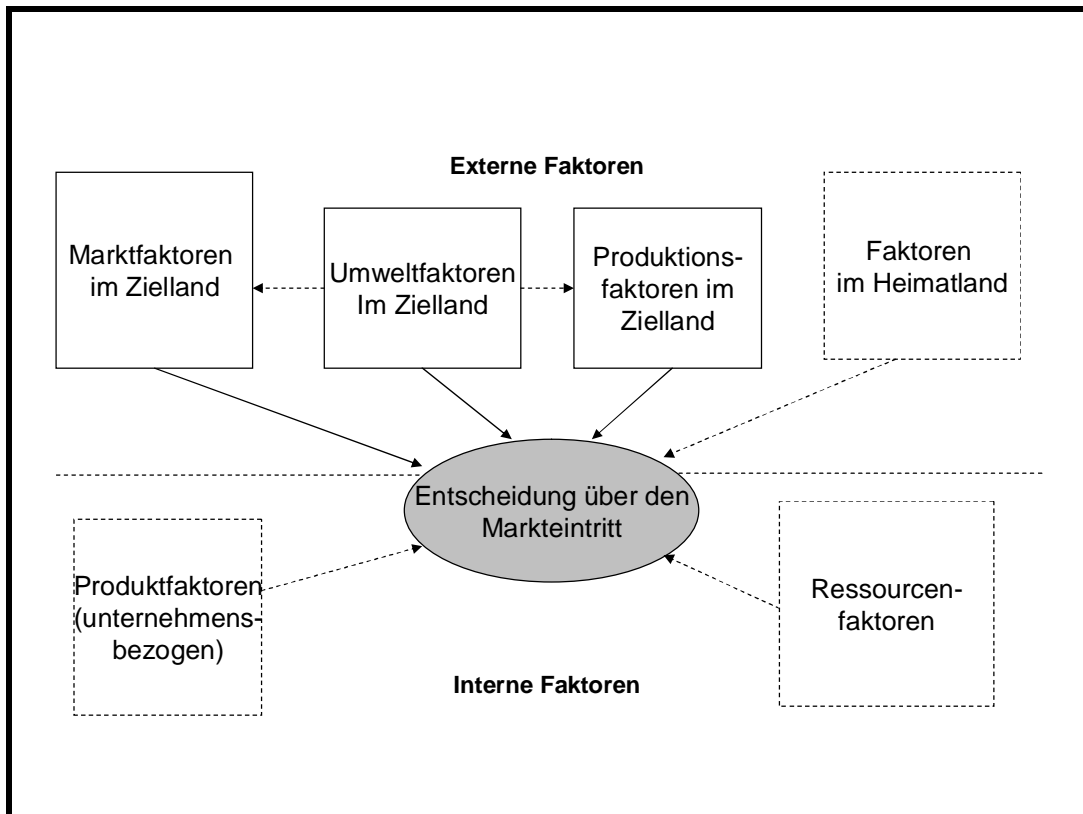 Externe Faktoren
Marktfaktoren
im Zielland
Umweltfaktoren
Im Zielland
Produktions-
faktoren im
Zielland
Faktoren
im Heimatland
Entscheidung über den
Markteintritt
Produktfaktoren
(unternehmens-
bezogen)
Ressourcen-
faktoren
Interne Faktoren